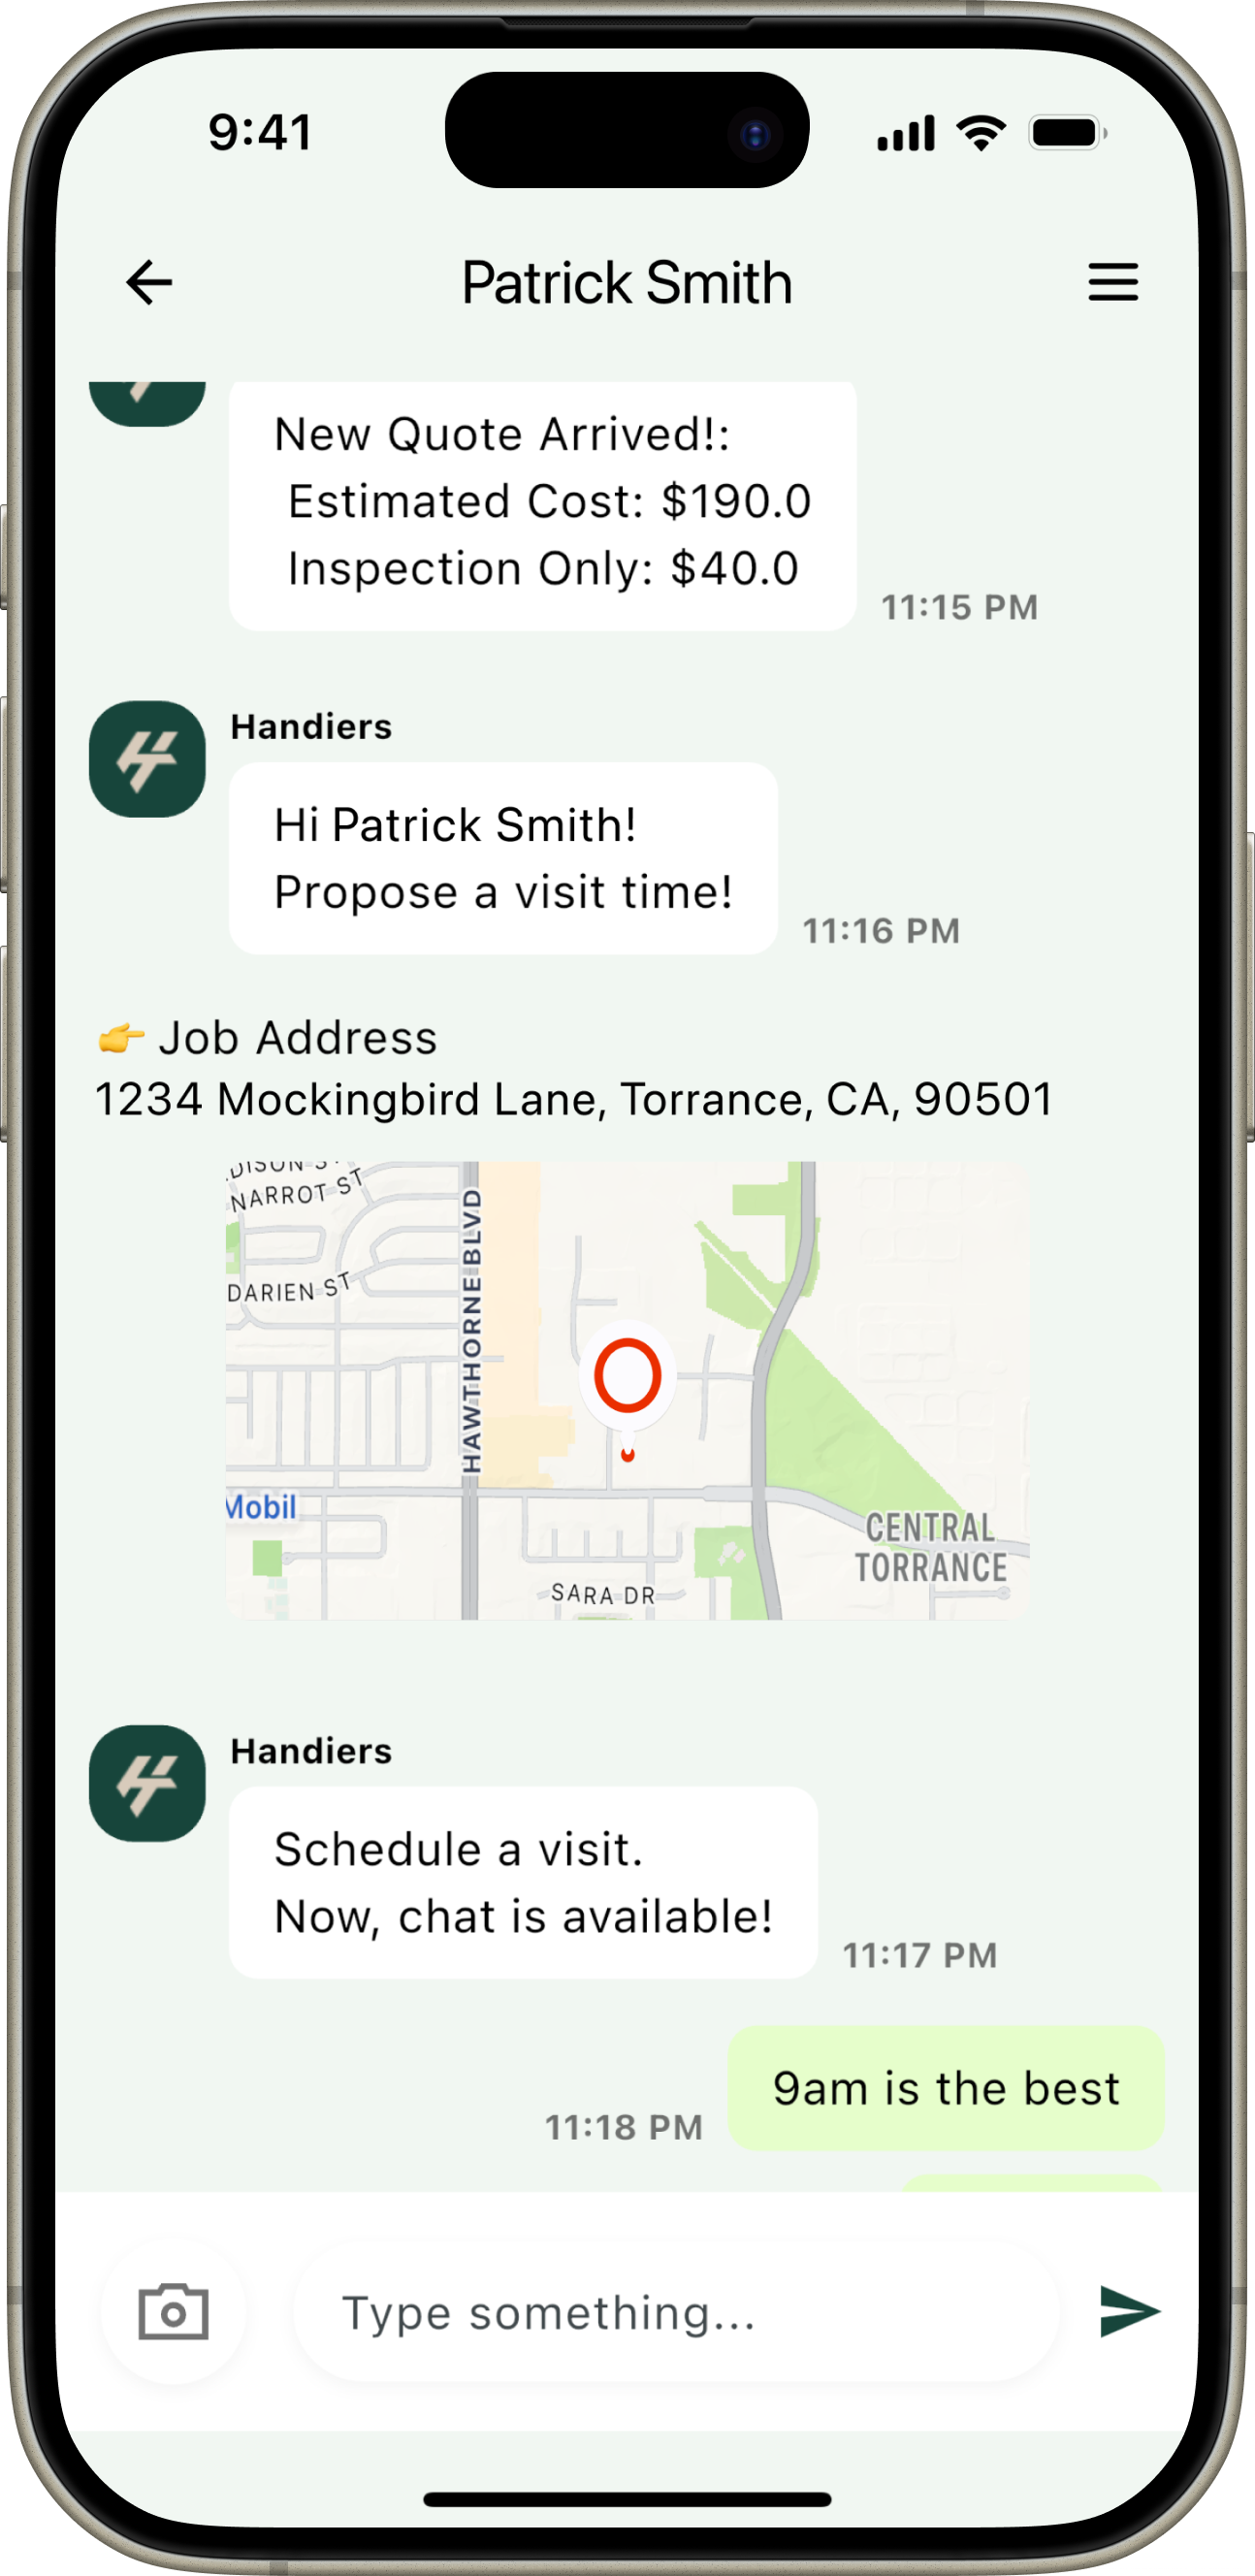 9:41
Patrick Smith
New Quote Arrived!:
Estimated Cost: $190.0
Inspection Only: $40.0
11:15 PM
Handiers
Hi Patrick Smith!
Propose a visit time!
11:16 PM
👉 Job Address
1234 Mockingbird Lane, Torrance, CA, 90501
NARROT ST
DARIEN ST
HAWTHORNE BLVD
Mobil
CENTRAL
TORRANCE
SARA DR
Handiers
Schedule a visit.
Now, chat is available!
11:17 PM
9am is the best
11:18 PM
Type something...